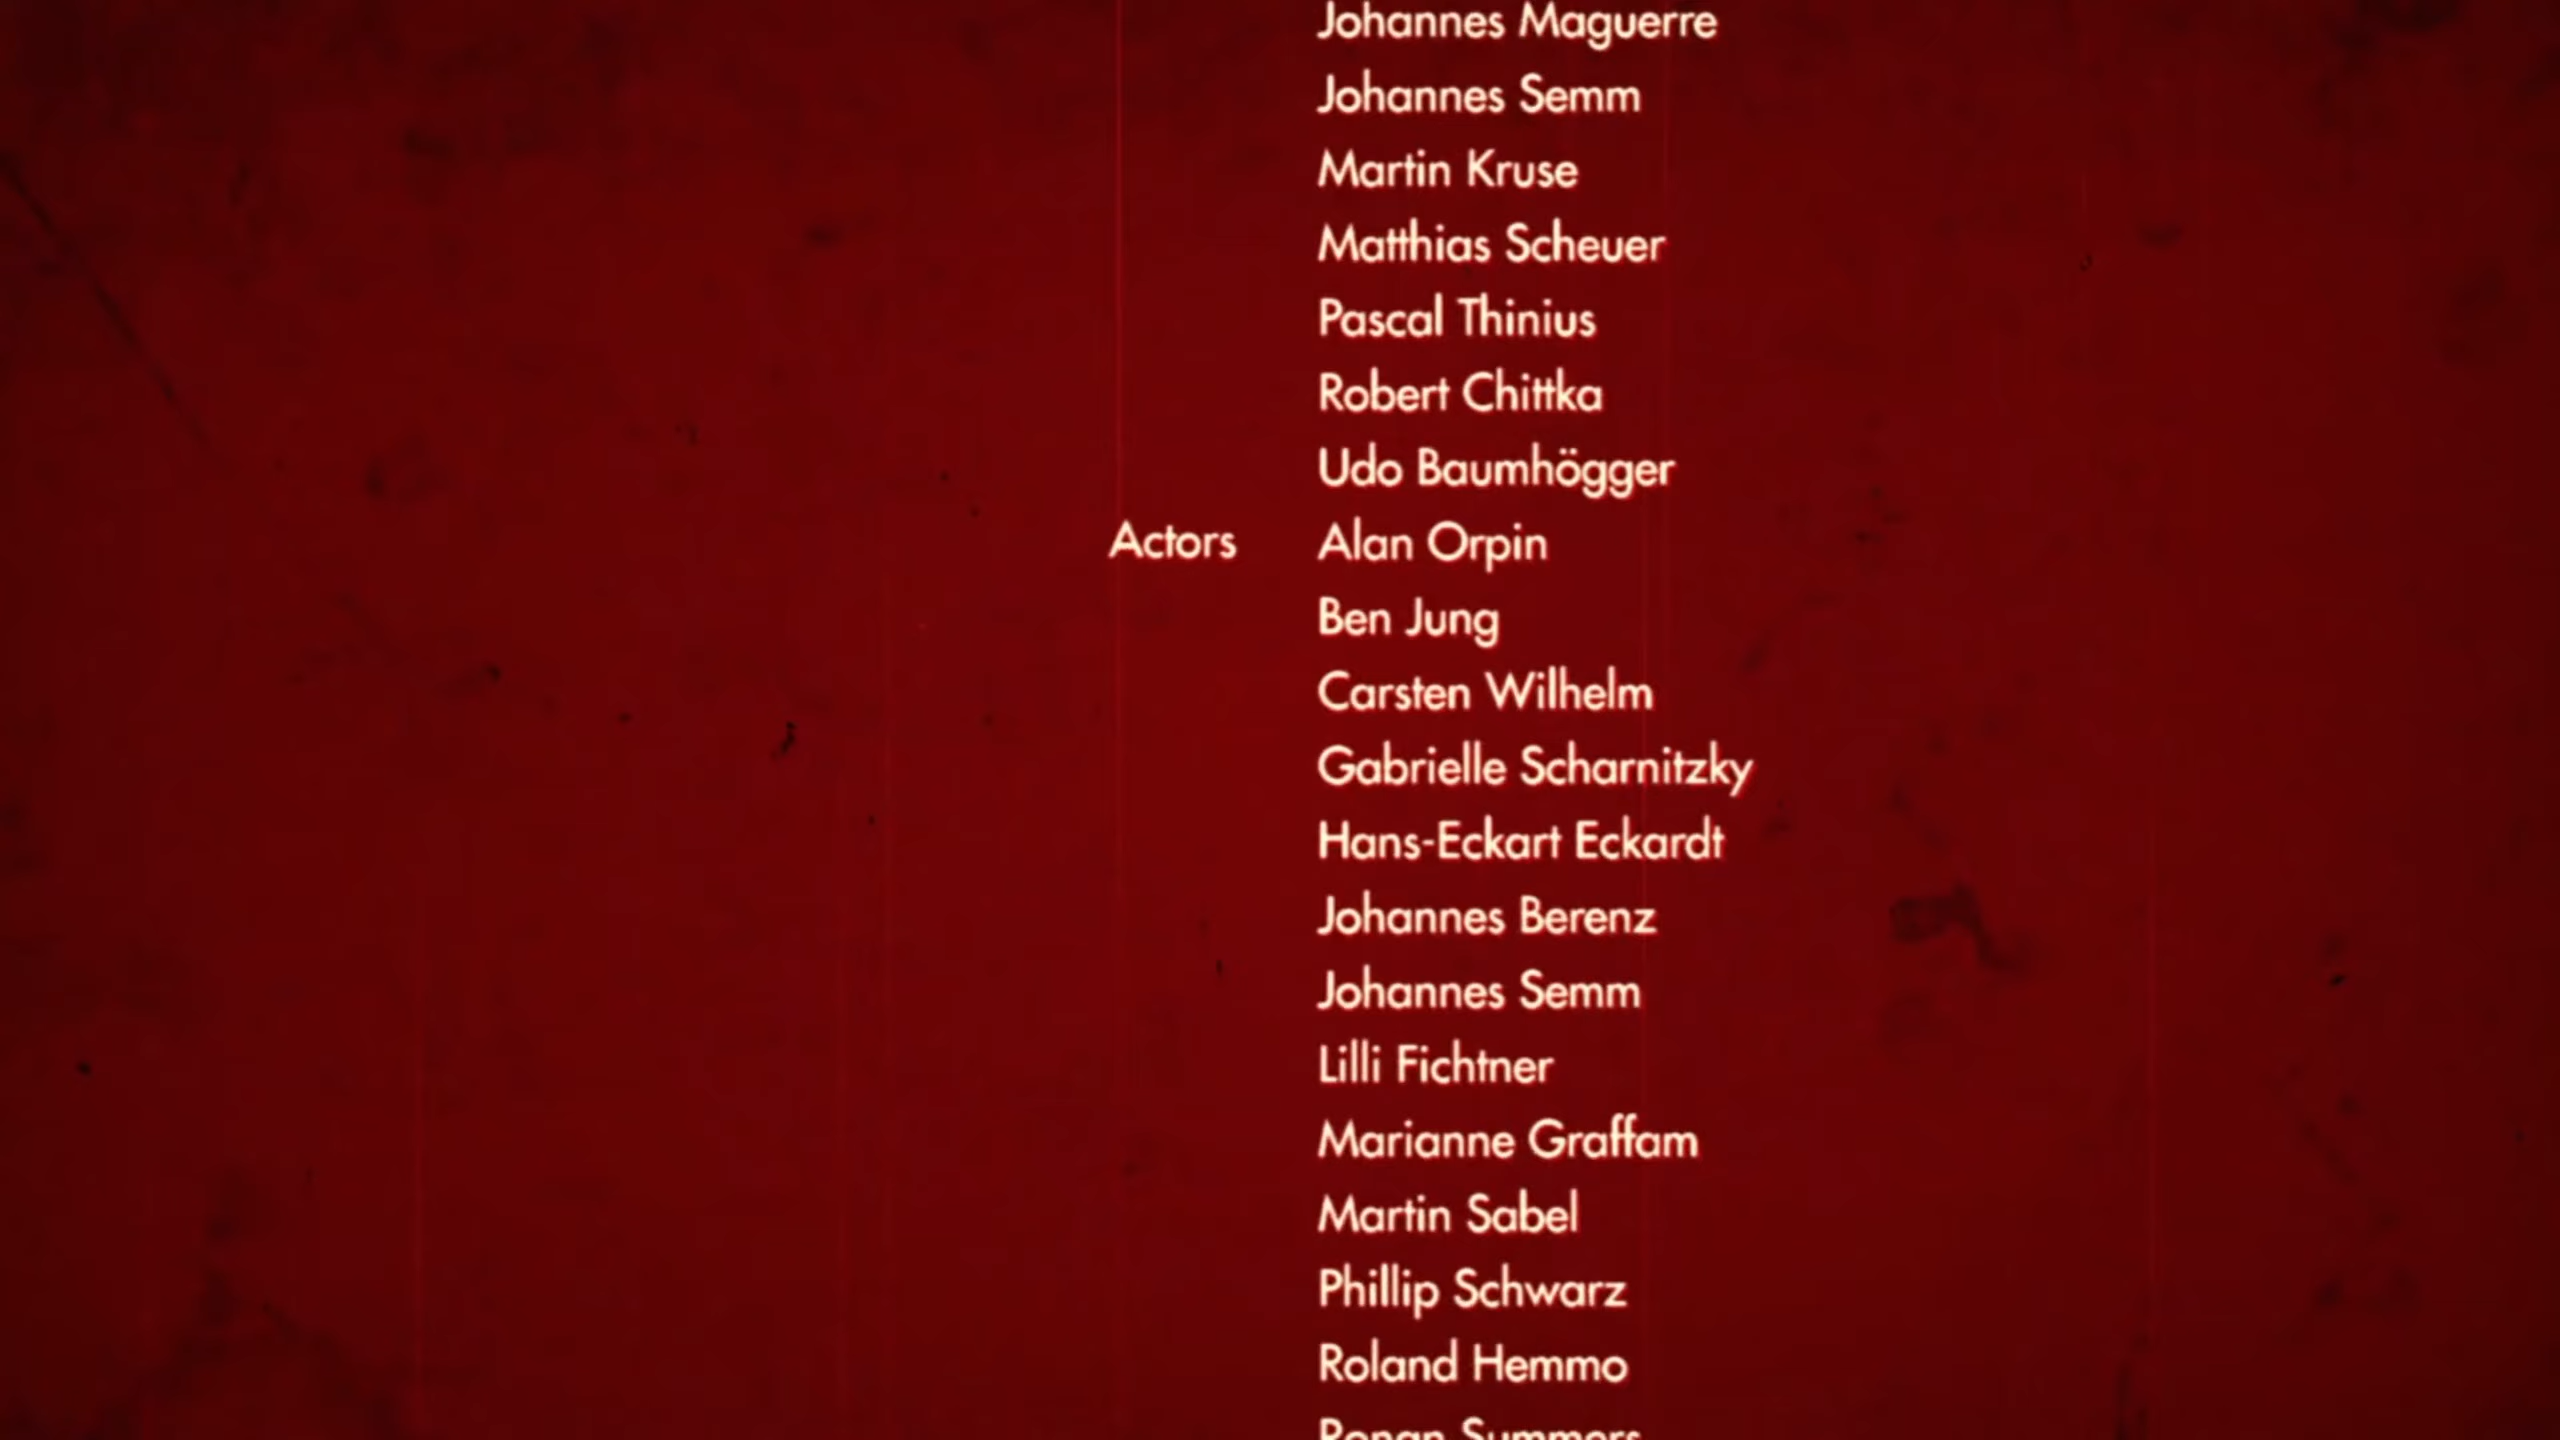 Johannes Maguerre
Johannes Semm
Martin Kruse
Matthias Scheuer
Pascal Thinius
Robert Chittka
Udo Baumhögger
Actors Alan Orpin
Ben Jung
Carsten Wilhelm
Gabrielle Scharnitzky
Hans-Eckart Eckardt
Johannes Berenz
Johannes Semm
Lilli Fichtner
Marianne Graffam
Martin Sabel
Phillip Schwarz
Roland Hemmo
Ronan Summers